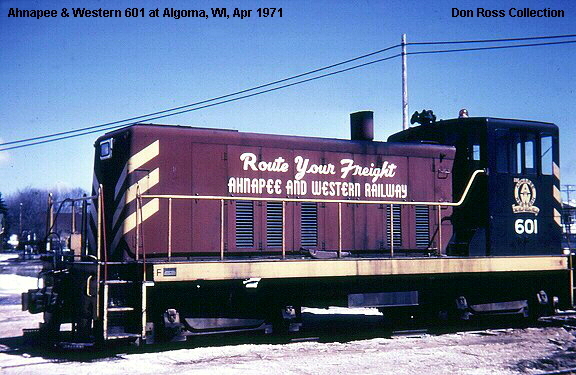 Ahnapee & Western 601 at Algoma, WI, Apr 1971
Don Ross Collection
Route Your Freight
AHNAPEE AND WESTERN RAILWAY
601
F